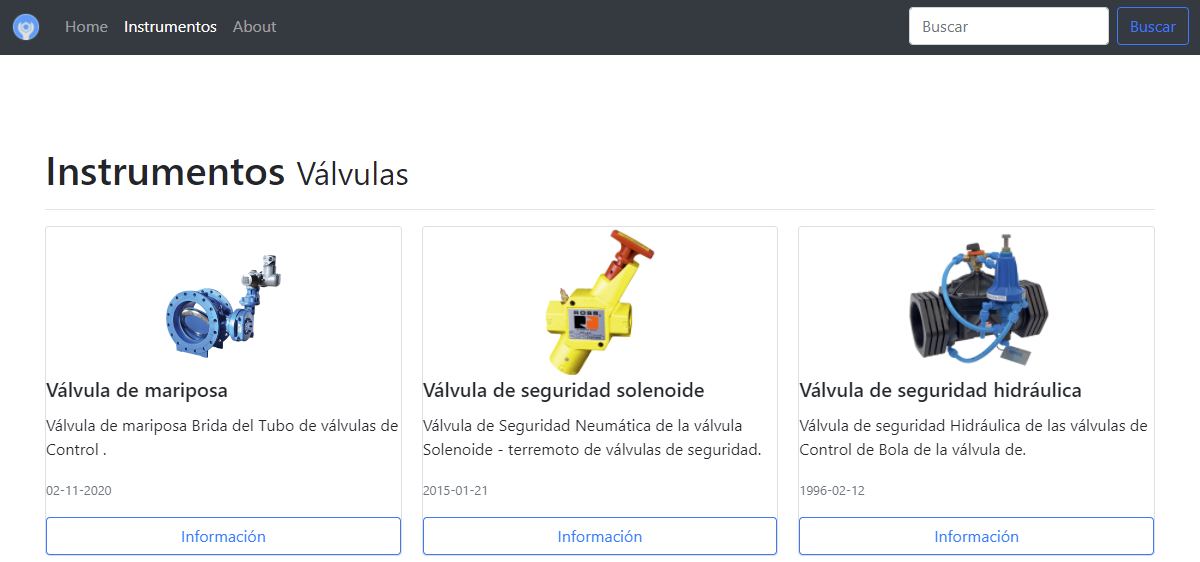 Home Instrumentos About Buscar Buscar
Instrumentos Válvulas
ROSS
Válvula de mariposa
Válvula de mariposa Brida del Tubo de válvulas de
Control .
02-11-2020
Información
Válvula de seguridad solenoide
Válvula de Seguridad Neumática de la válvula
Solenoide - terremoto de válvulas de seguridad.
2015-01-21
Información
Válvula de seguridad hidráulica
Válvula de seguridad Hidráulica de las válvulas de
Control de Bola de la válvula de.
1996-02-12
Información